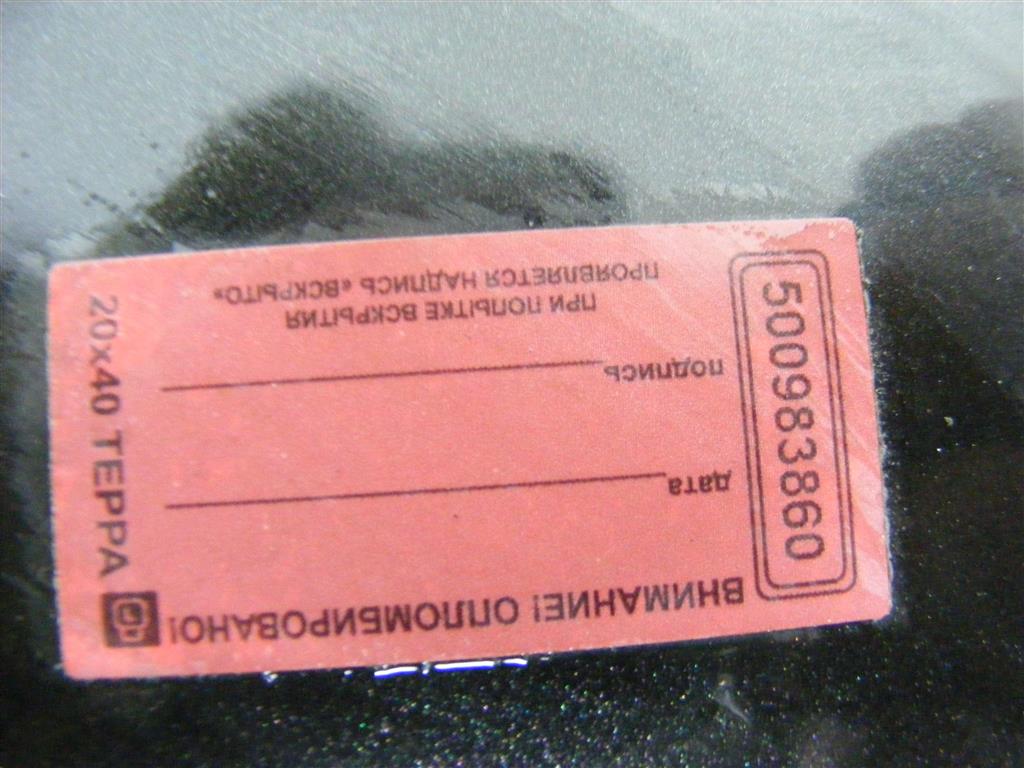 ВНИМАНИЕ! ОПЛОМБИРОВАНО!
дата
подпись
ПРИ ПОПЫТКЕ ВСКРЫТИЯ
ПРОЯВЛЯЕТСЯ НАДПИСЬ «ВСКРЫТО»
500983860
20x40 ТЕРРА